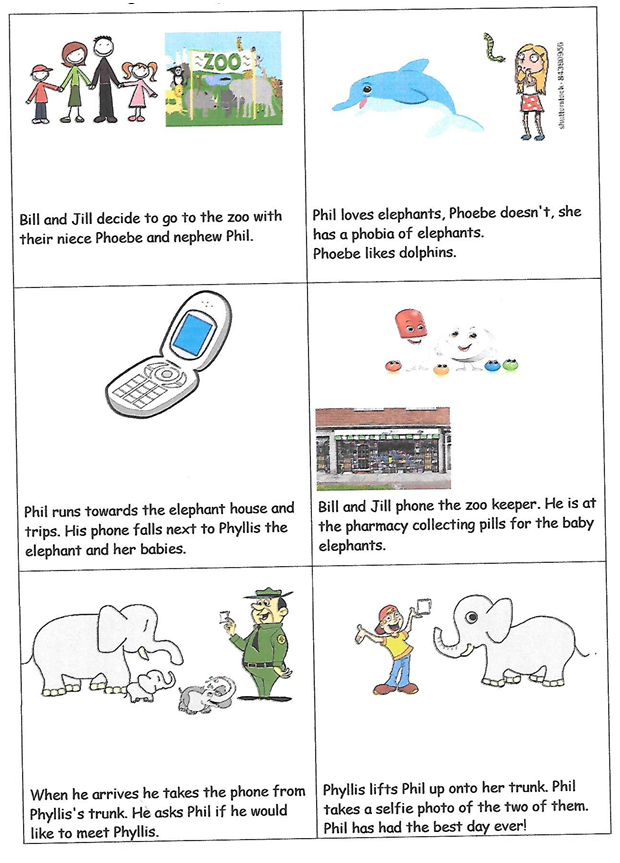 ZOO
Bill and Jill decide to go to the zoo with
their niece Phoebe and nephew Phil.
shutterstock·84386956
Phil loves elephants, Phoebe doesn't, she
has a phobia of elephants.
Phoebe likes dolphins.
Phil runs towards the elephant house and
trips. His phone falls next to Phyllis the
elephant and her babies.
Bill and Jill phone the zoo keeper. He is at
the pharmacy collecting pills for the baby
elephants.
When he arrives he takes the phone from
Phyllis's trunk. He asks Phil if he would
like to meet Phyllis.
Phyllis lifts Phil up onto her trunk. Phil
takes a selfie photo of the two of them.
Phil has had the best day ever!